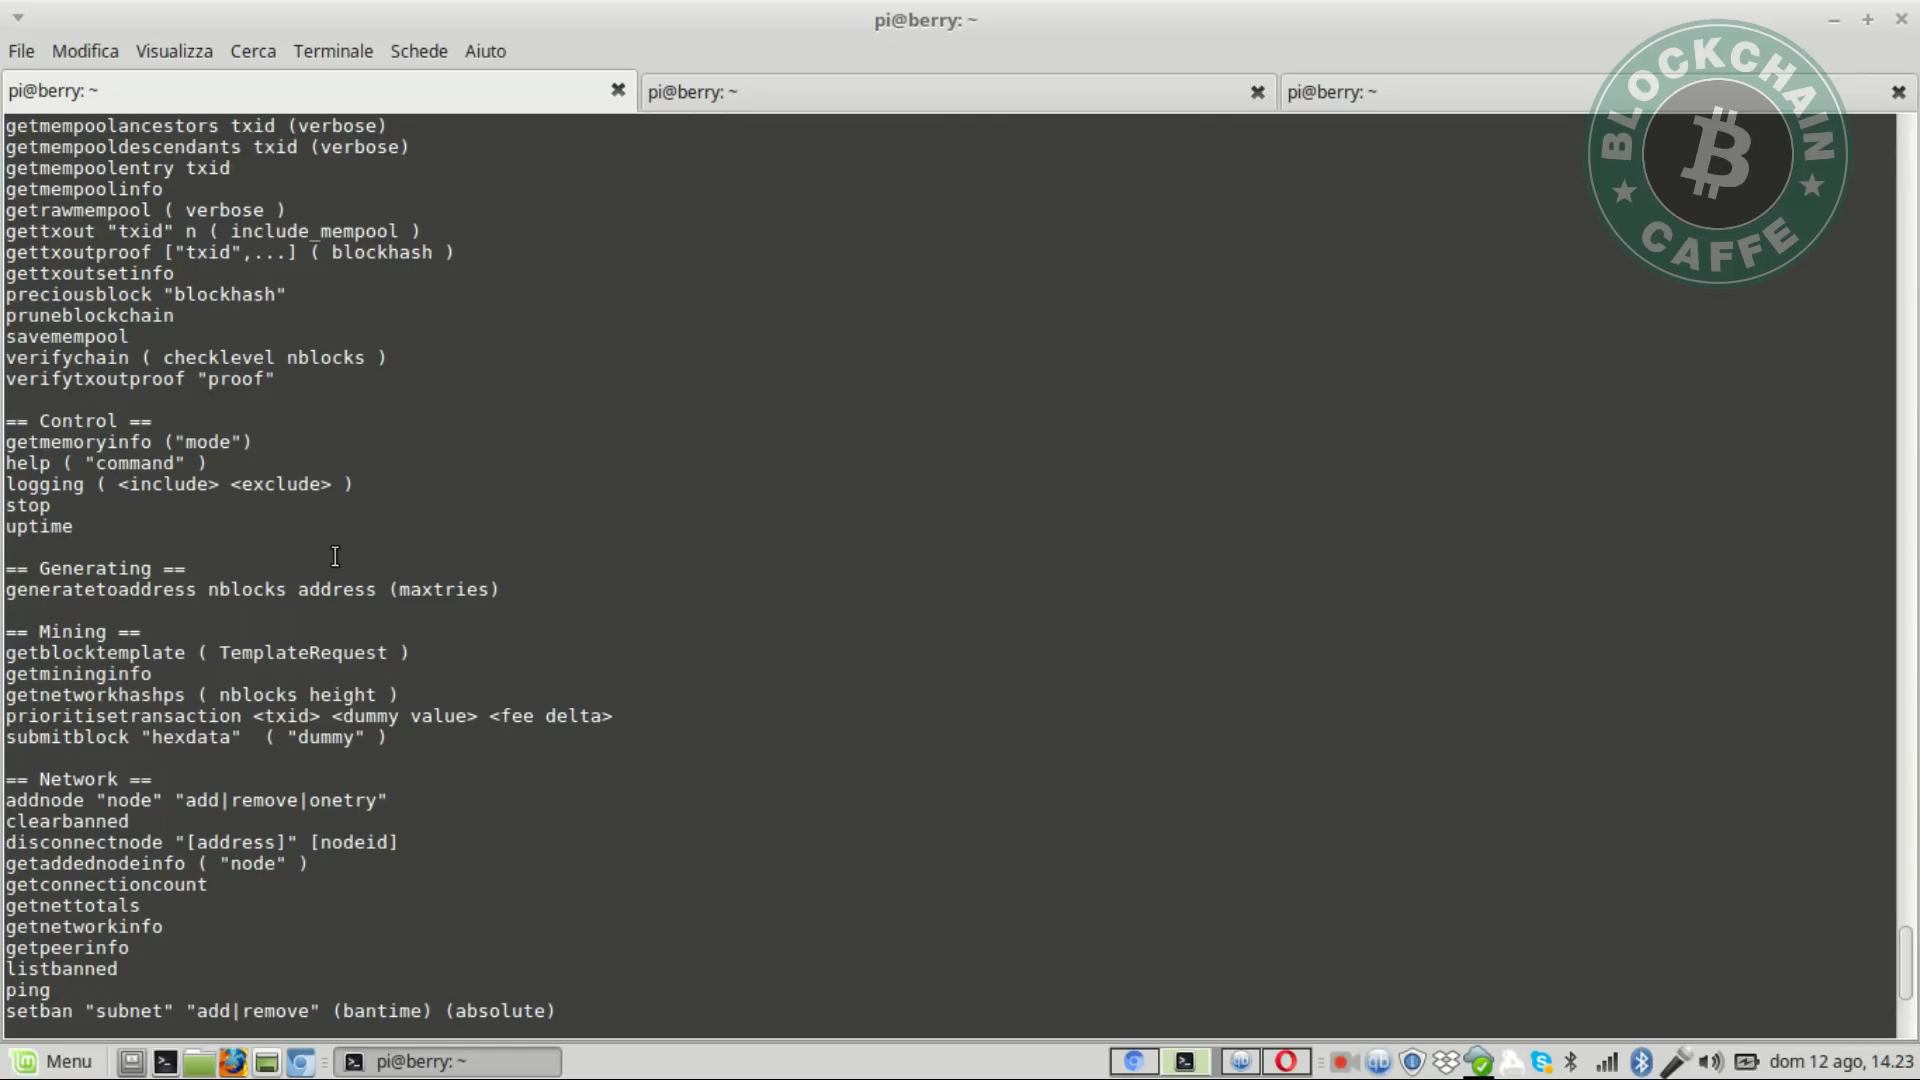 pi@berry: ~
File Modifica Visualizza Cerca Terminale Schede Aiuto
pi@berry: ~ pi@berry: ~ pi@berry: ~
BLOCKCHAIN
CAFFE
getmempoolancestors txid (verbose)
getmempooldescendants txid (verbose)
getmempoolentry txid
getmempoolinfo
getrawmempool ( verbose )
gettxout "txid" n ( include_mempool )
gettxoutproof ["txid",...] ( blockhash )
gettxoutsetinfo
preciousblock "blockhash"
pruneblockchain
savemempool
verifychain ( checklevel nblocks )
verifytxoutproof "proof"
== Control ==
getmemoryinfo ("mode")
help ( "command" )
logging ( <include> <exclude> )
stop
uptime
== Generating ==
generatetoaddress nblocks address (maxtries)
== Mining ==
getblocktemplate ( TemplateRequest )
getmininginfo
getnetworkhashps ( nblocks height )
prioritisetransaction <txid> <dummy value> <fee delta>
submitblock "hexdata"  ( "dummy" )
== Network ==
addnode "node" "add|remove|onetry"
clearbanned
disconnectnode "[address]" [nodeid]
getaddednodeinfo ( "node" )
getconnectioncount
getnettotals
getnetworkinfo
getpeerinfo
listbanned
ping
setban "subnet" "add|remove" (bantime) (absolute)
Menu pi@berry: ~ dom 12 ago, 14.23